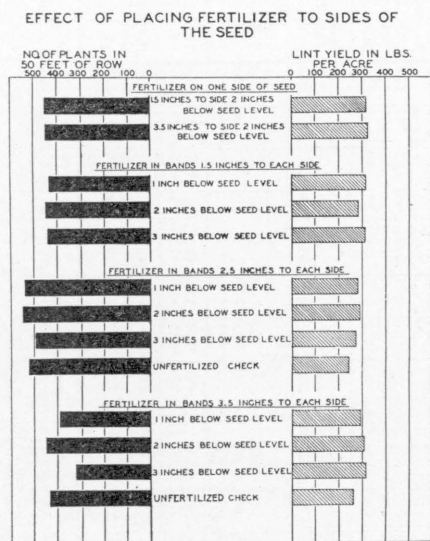 EFFECT OF PLACING FERTILIZER TO SIDES OF
THE SEED
NO. OF PLANTS IN
50 FEET OF ROW
LINT YIELD IN LBS.
PER ACRE
500 400 300 200 100 0
0 100 200 300 400 500
FERTILIZER ON ONE SIDE OF SEED
1.5 INCHES TO SIDE 2 INCHES
BELOW SEED LEVEL
3.5 INCHES TO SIDE 2 INCHES
BELOW SEED LEVEL
FERTILIZER IN BANDS 1.5 INCHES TO EACH SIDE
1 INCH BELOW SEED LEVEL
2 INCHES BELOW SEED LEVEL
3 INCHES BELOW SEED LEVEL
FERTILIZER IN BANDS 2.5 INCHES TO EACH SIDE
1 INCH BELOW SEED LEVEL
2 INCHES BELOW SEED LEVEL
3 INCHES BELOW SEED LEVEL
UNFERTILIZED CHECK
FERTILIZER IN BANDS 3.5 INCHES TO EACH SIDE
1 INCH BELOW SEED LEVEL
2 INCHES BELOW SEED LEVEL
3 INCHES BELOW SEED LEVEL
UNFERTILIZED CHECK